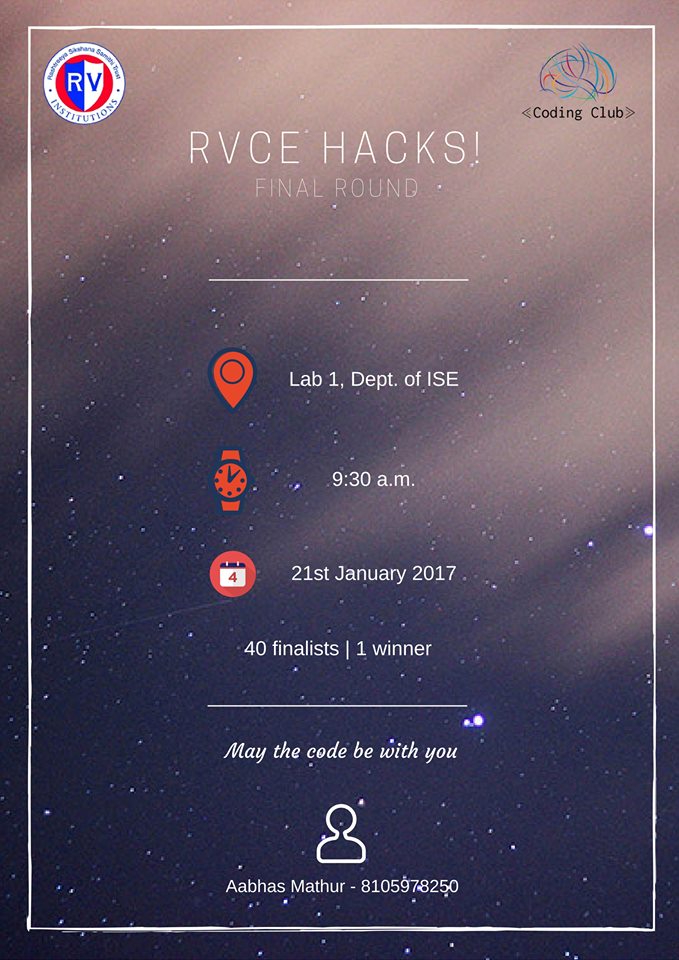 Rashtreeya Sikshana Samithi Trust
RV
INSTITUTIONS
<Coding Club>
RVCE HACKS!
FINAL ROUND
Lab 1, Dept. of ISE
9:30 a.m.
4
21st January 2017
40 finalists | 1 winner
May the code be with you
Aabhas Mathur - 8105978250